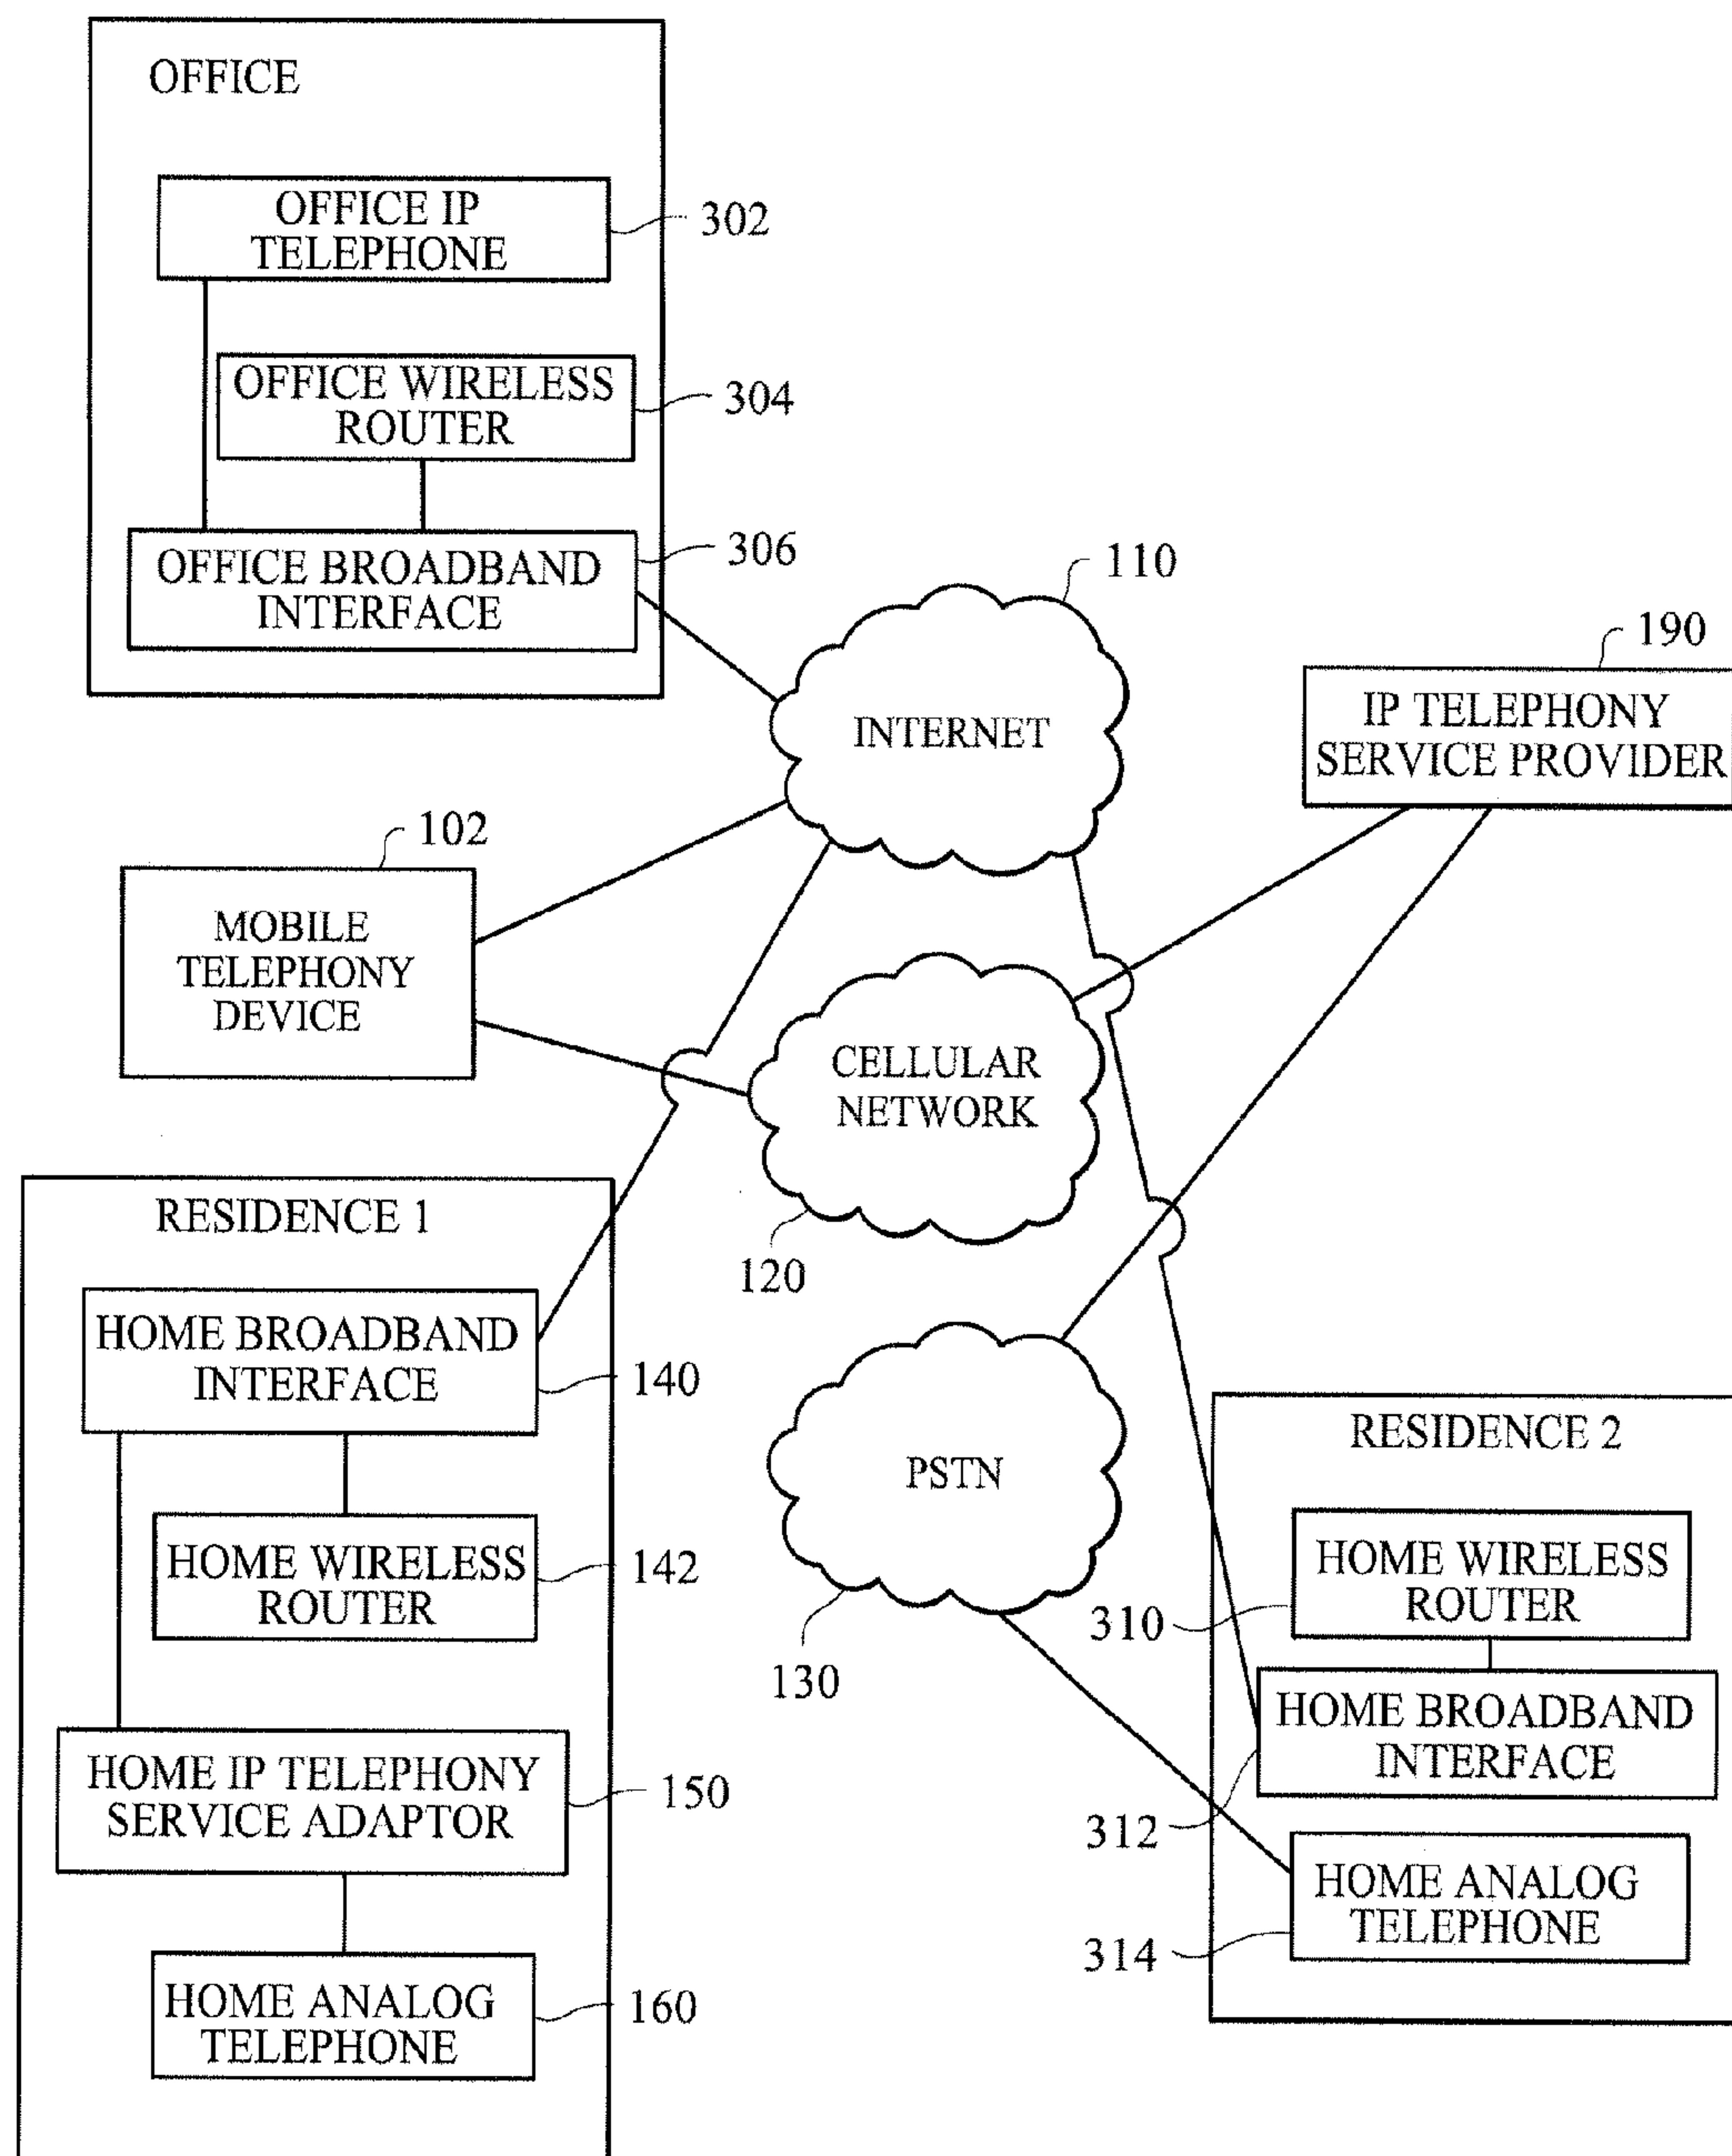 OFFICE
OFFICE IP
TELEPHONE
302
OFFICE WIRELESS
ROUTER
304
OFFICE BROADBAND
INTERFACE
306
110
INTERNET
190
IP TELEPHONY
SERVICE PROVIDER
102
MOBILE
TELEPHONY
DEVICE
CELLULAR
NETWORK
120
RESIDENCE 1
HOME BROADBAND
INTERFACE
140
HOME WIRELESS
ROUTER
142
HOME IP TELEPHONY
SERVICE ADAPTOR
150
HOME ANALOG
TELEPHONE
160
PSTN
130
RESIDENCE 2
HOME WIRELESS
ROUTER
310
HOME BROADBAND
INTERFACE
312
HOME ANALOG
TELEPHONE
314